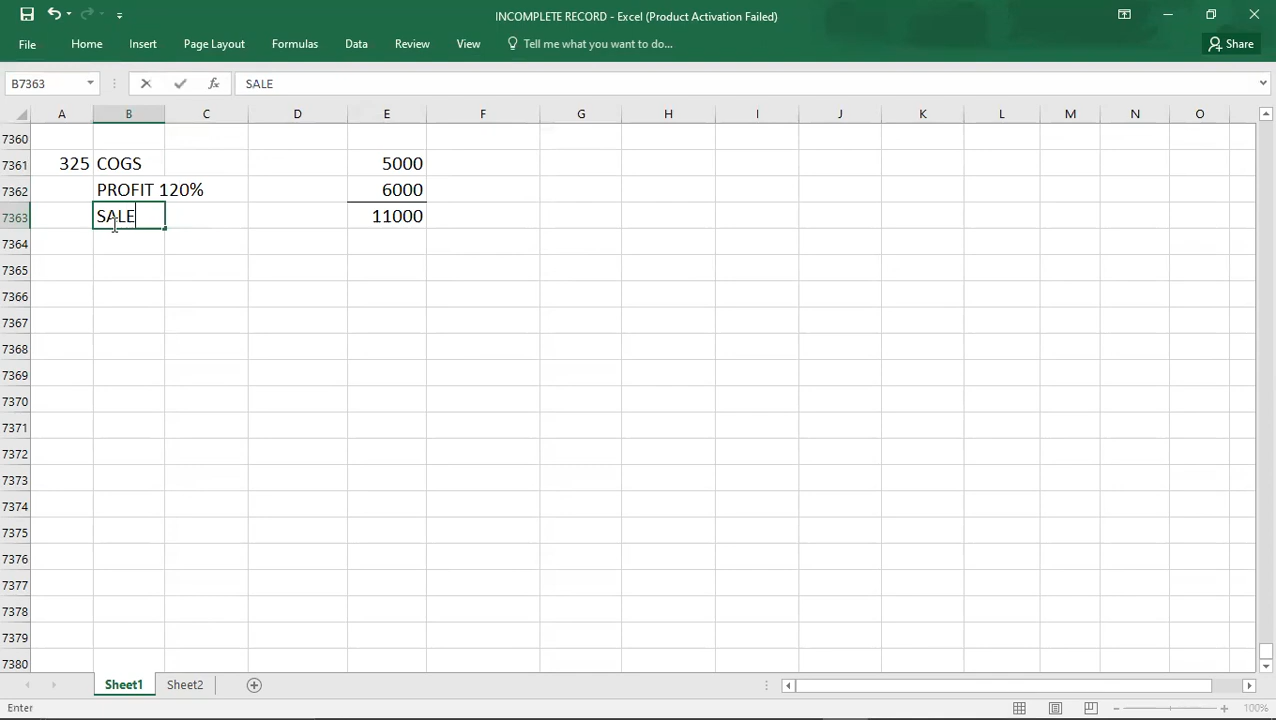 INCOMPLETE RECORD - Excel (Product Activation Failed)
File Home Insert Page Layout Formulas Data Review View Tell me what you want to do... Share
B7363 fx SALE
A B C D E F G H I J K L M N O
7360
7361 325 COGS 5000
7362 PROFIT 120% 6000
7363 SALE 11000
7364
7365
7366
7367
7368
7369
7370
7371
7372
7373
7374
7375
7376
7377
7378
7379
7380
Sheet1 Sheet2
Enter 100%